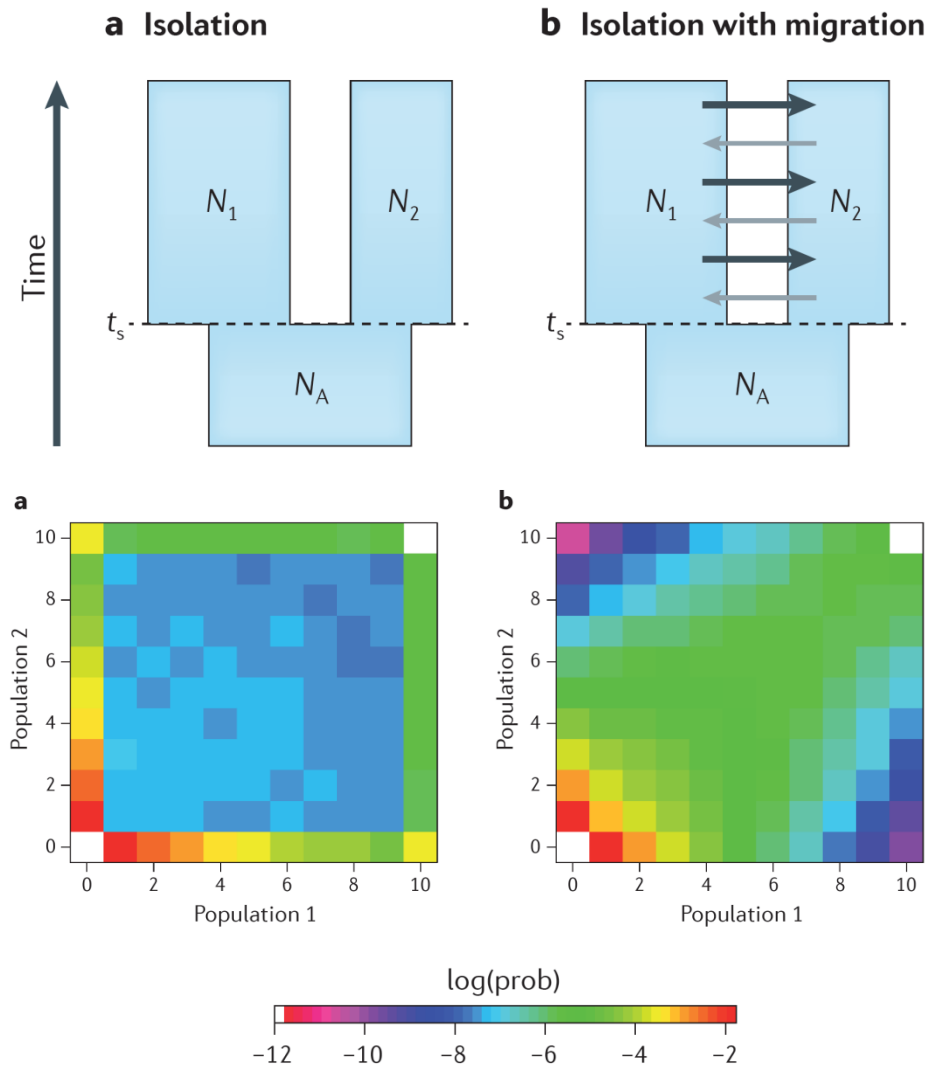 a Isolation
b Isolation with migration
Time
N1
N2
ts
NA
N1
N2
ts
NA
a
10
8
6
4
2
0
Population 2
0 2 4 6 8 10
Population 1
b
10
8
6
4
2
0
Population 2
0 2 4 6 8 10
Population 1
log(prob)
−12 −10 −8 −6 −4 −2